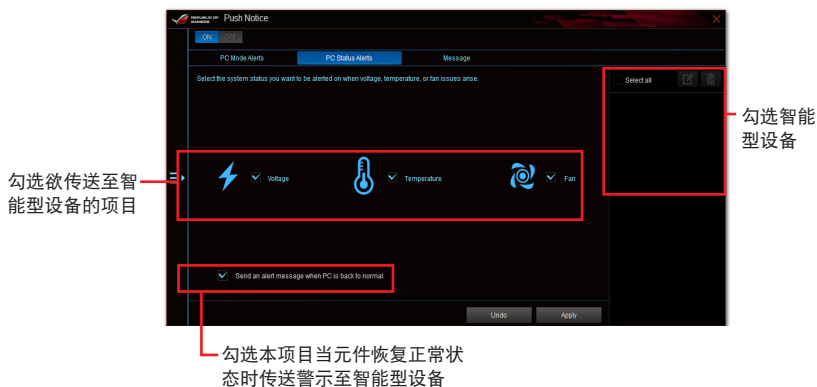 REPUBLIC OF GAMERS Push Notice
ON OFF
PC Mode Alerts PC Status Alerts Message
Select the system status you want to be alerted on when voltage, temperature, or fan issues arise.
Select all
勾选智能
型设备
勾选欲传送至智
能型设备的项目
Voltage Temperature Fan
Send an alert message when PC is back to normal.
Undo Apply
勾选本项目当元件恢复正常状
态时传送警示至智能型设备